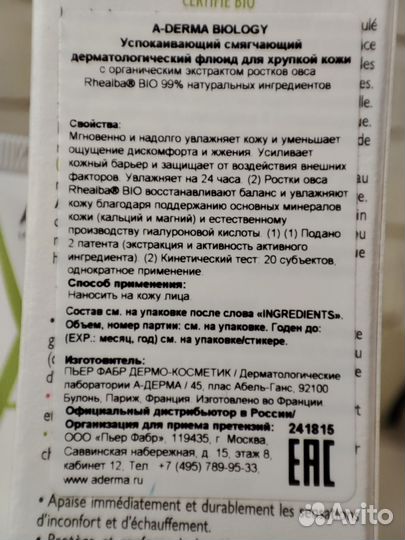 CERTIFIÉ BIO
A-DERMA BIOLOGY
Успокаивающий смягчающий
дерматологический флюид для хрупкой кожи
с органическим экстрактом ростков овса
Rhealba® BIO 99% натуральных ингредиентов
Свойства:
Мгновенно и надолго увлажняет кожу и уменьшает
ощущение дискомфорта и жжения. Усиливает
кожный барьер и защищает от воздействия внешних
факторов. Увлажняет на 24 часа. (2) Ростки овса
Rhealba® BIO восстанавливают баланс и увлажняют
кожу благодаря поддержанию основных минералов
кожи (кальций и магний) и естественному
производству гиалуроновой кислоты. (1) (1) Подано
2 патента (экстракция и активность активного
ингредиента). (2) Кинетический тест: 20 субъектов,
однократное применение.
Способ применения:
Наносить на кожу лица.
Состав см. на упаковке после слова «INGREDIENTS».
Объем, номер партии: см. на упаковке. Годен до:
(EXP.: месяц, год) см. на упаковке/стикере.
Изготовитель:
ПЬЕР ФАБР ДЕРМО-КОСМЕТИК / Дерматологические
лаборатории А-ДЕРМА / 45, плас Абель-Ганс, 92100
Булонь, Париж, Франция. Изготовлено во Франции
Официальный дистрибьютор в России/
Организация для приема претензий: 241815
ООО «Пьер Фабр», 119435, г. Москва,
Саввинская набережная, д. 15, этаж 8,
кабинет 12, Тел +7 (495) 789-95-33,
www.aderma.ru
EAC
• Apaise immédiatement et durablement les
d'inconfort et d'échauffement.
Avito